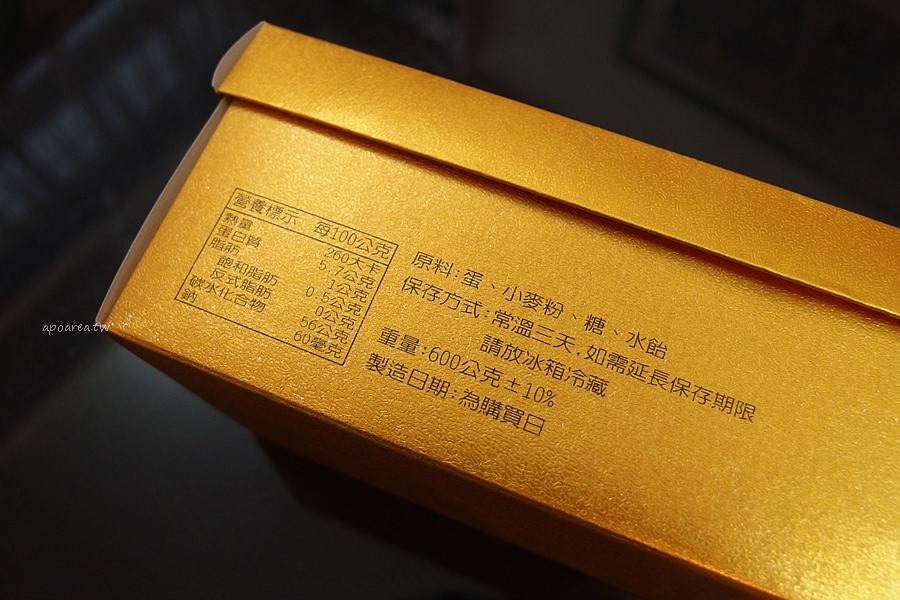 營養標示 每100公克
熱量 260大卡
蛋白質 5.7公克
脂肪 1公克
飽和脂肪 0.5公克
反式脂肪 0公克
碳水化合物 56公克
鈉 60毫克
原料:蛋、小麥粉、糖、水飴
保存方式:常溫三天,如需延長保存期限
請放冰箱冷藏
重量:600公克±10%
製造日期:為購買日
apoarea.tw